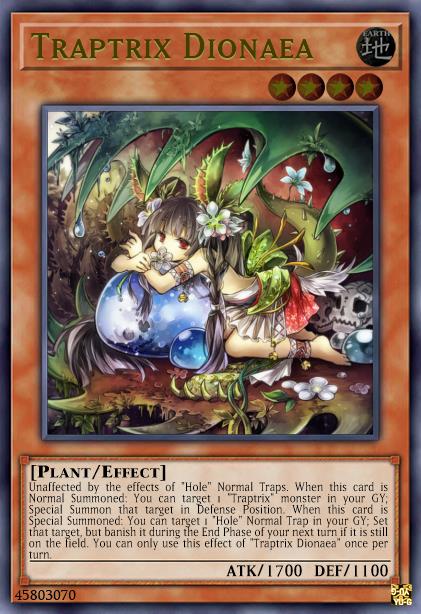 Traptrix Dionaea
EARTH
地
[Plant/Effect]
Unaffected by the effects of "Hole" Normal Traps. When this card is
Normal Summoned: You can target 1 "Traptrix" monster in your GY;
Special Summon that target in Defense Position. When this card is
Special Summoned: You can target 1 "Hole" Normal Trap in your GY; Set
that target, but banish it during the End Phase of your next turn if it is still
on the field. You can only use this effect of "Traptrix Dionaea" once per
turn.
ATK/1700 DEF/1100
45803070